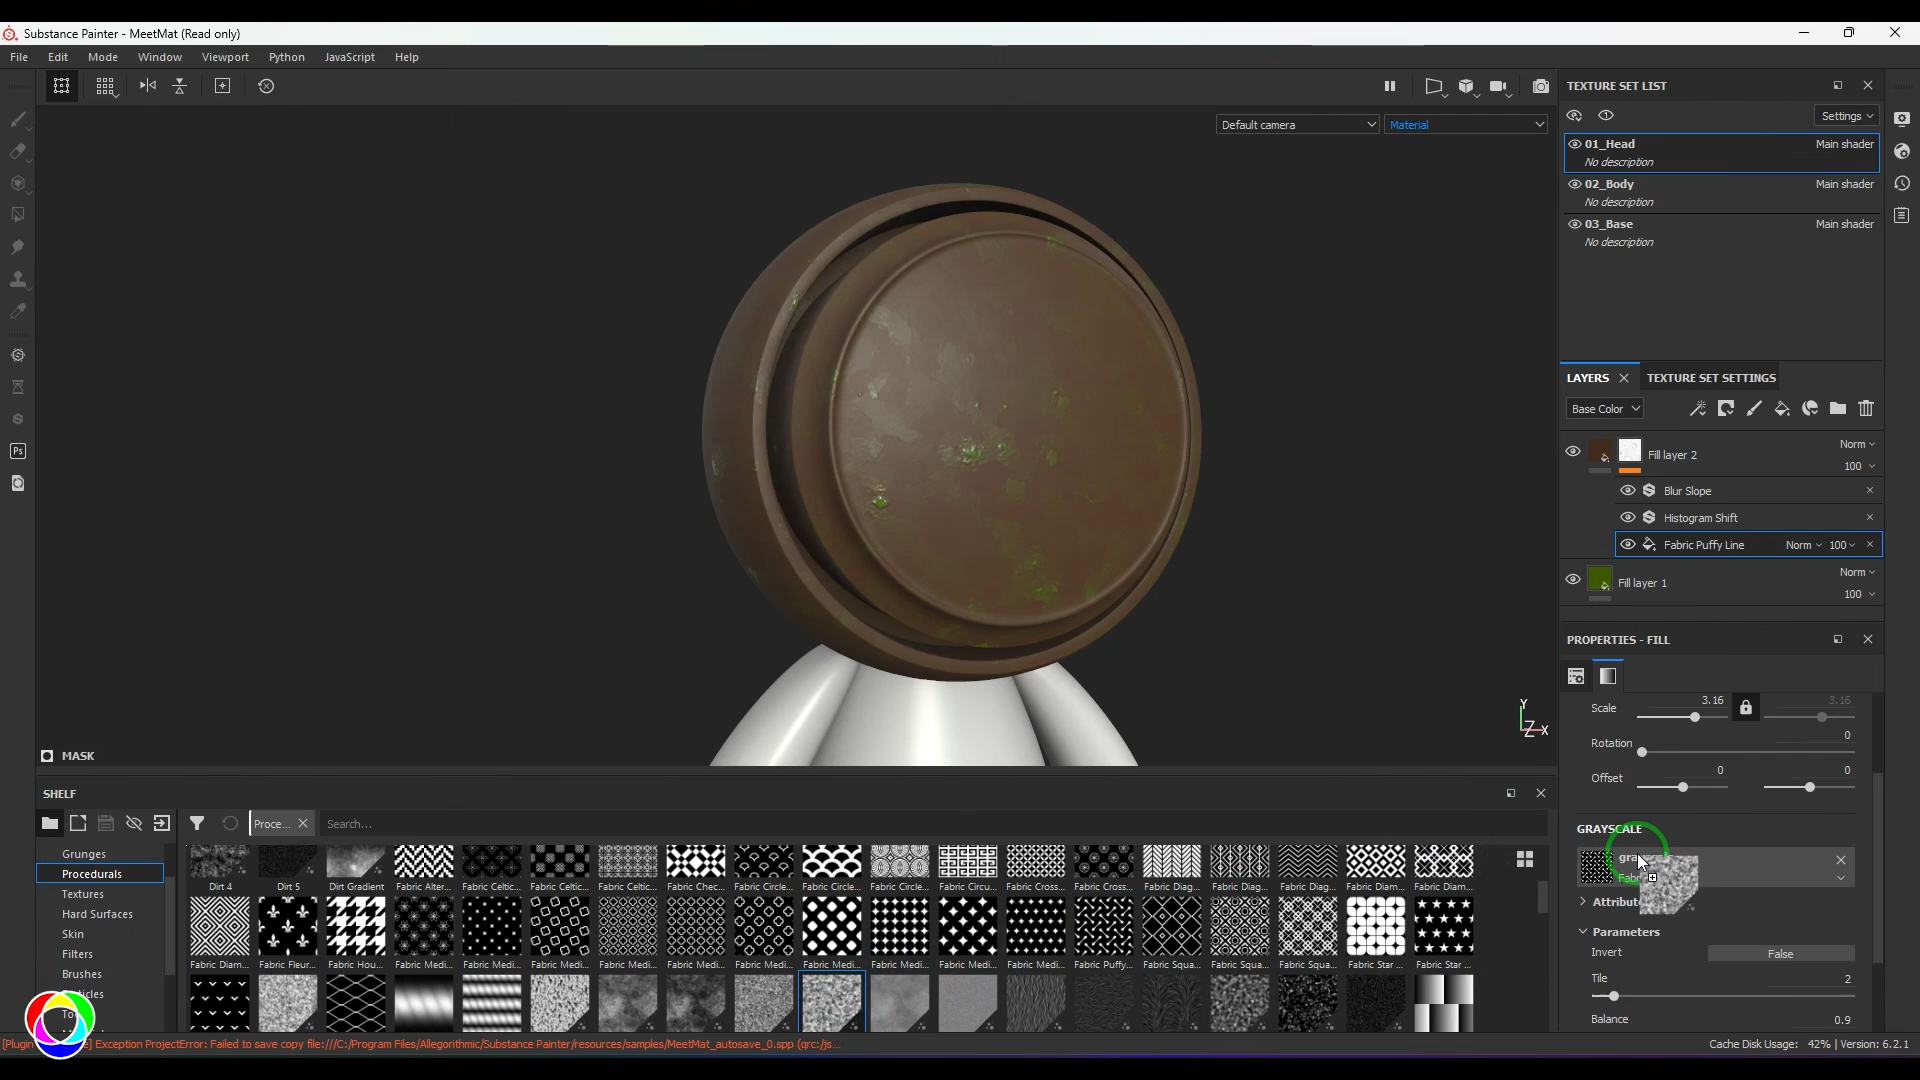 Substance Painter - MeetMat (Read only)
File Edit Mode Window Viewport Python JavaScript Help
Default camera
Material
TEXTURE SET LIST
Settings
01_Head Main shader
No description
02_Body Main shader
No description
03_Base Main shader
No description
LAYERS
TEXTURE SET SETTINGS
Base Color
Norm
Fill layer 2
100
Blur Slope
Histogram Shift
Fabric Puffy Line Norm 100
Norm
Fill layer 1
100
PROPERTIES - FILL
Scale 3.16 3.16
Rotation 0
Offset 0 0
GRAYSCALE
Parameters
Invert False
Tile 2
Balance 0.9
Y
Z X
MASK
SHELF
Proce...
Search...
Grunges
Procedurals
Textures
Hard Surfaces
Skin
Filters
Brushes
Ps
Dirt 4 Dirt 5 Dirt Gradient Fabric Alter... Fabric Celtic... Fabric Celtic... Fabric Celtic... Fabric Chec... Fabric Circle... Fabric Circle... Fabric Circle... Fabric Circu... Fabric Cross... Fabric Cross... Fabric Diag... Fabric Diag... Fabric Diag... Fabric Diam... Fabric Diam...
Fabric Diam... Fabric Fleur... Fabric Hou... Fabric Medi... Fabric Medi... Fabric Medi... Fabric Medi... Fabric Medi... Fabric Medi... Fabric Medi... Fabric Medi... Fabric Medi... Fabric Medi... Fabric Puffy... Fabric Squa... Fabric Squa... Fabric Squa... Fabric Star ... Fabric Star ...
Exception ProjectError: Failed to save copy file:///C:/Program Files/Allegorithmic/Substance Painter/resources/samples/MeetMat_autosave_0.spp (qrc:/js...
Cache Disk Usage: 42% | Version: 6.2.1